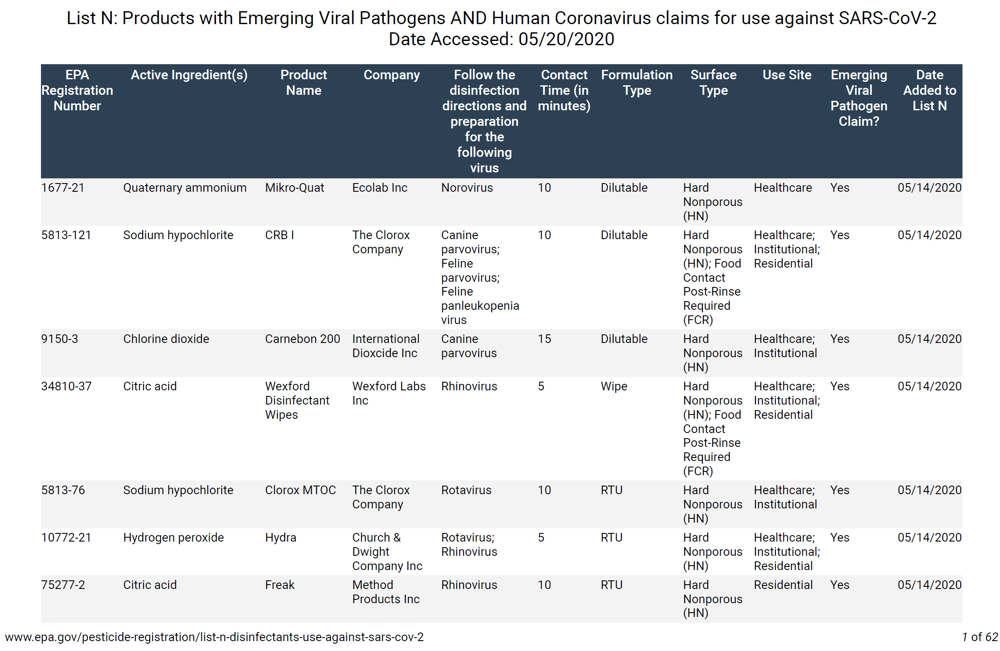 List N: Products with Emerging Viral Pathogens AND Human Coronavirus claims for use against SARS-CoV-2
Date Accessed: 05/20/2020
EPA Registration Number
Active Ingredient(s)
Product Name
Company
Follow the disinfection directions and preparation for the following virus
Contact Time (in minutes)
Formulation Type
Surface Type
Use Site
Emerging Viral Pathogen Claim?
Date Added to List N
1677-21 Quaternary ammonium Mikro-Quat Ecolab Inc Norovirus 10 Dilutable Hard Healthcare Yes 05/14/2020
Nonporous
(HN)
5813-121 Sodium hypochlorite CRB I The Clorox Canine 10 Dilutable Hard Healthcare; Yes 05/14/2020
Company parvovirus; Nonporous Institutional;
Feline (HN); Food Residential
parvovirus; Contact
Feline Post-Rinse
panleukopenia Required
virus (FCR)
9150-3 Chlorine dioxide Carnebon 200 International Canine 15 Dilutable Hard Healthcare; Yes 05/14/2020
Dioxcide Inc parvovirus Nonporous Institutional
(HN)
34810-37 Citric acid Wexford Wexford Labs Rhinovirus 5 Wipe Hard Healthcare; Yes 05/14/2020
Disinfectant Inc Nonporous Institutional;
Wipes (HN); Food Residential
Contact
Post-Rinse
Required
(FCR)
5813-76 Sodium hypochlorite Clorox MTOC The Clorox Rotavirus 10 RTU Hard Healthcare; Yes 05/14/2020
Company Nonporous Institutional
(HN)
10772-21 Hydrogen peroxide Hydra Church & Rotavirus; 5 RTU Hard Healthcare; Yes 05/14/2020
Dwight Rhinovirus Nonporous Institutional;
Company Inc (HN) Residential
75277-2 Citric acid Freak Method Rhinovirus 10 RTU Hard Residential Yes 05/14/2020
Products Inc Nonporous
(HN)
www.epa.gov/pesticide-registration/list-n-disinfectants-use-against-sars-cov-2 1 of 62